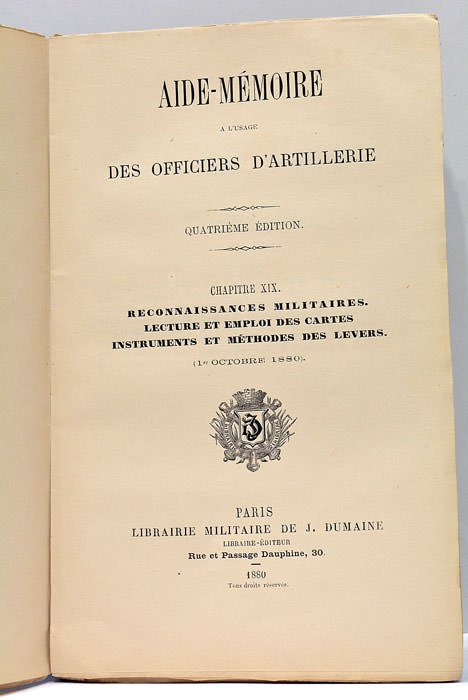 AIDE-MÉMOIRE
A L'USAGE
DES OFFICIERS D'ARTILLERIE
QUATRIÈME ÉDITION.
CHAPITRE XIX.
RECONNAISSANCES MILITAIRES.
LECTURE ET EMPLOI DES CARTES
INSTRUMENTS ET MÉTHODES DES LEVERS.
(1er OCTOBRE 1880).
JD
PARIS
LIBRAIRIE MILITAIRE DE J. DUMAINE
LIBRAIRE-ÉDITEUR
Rue et Passage Dauphine, 30
1880
Tous droits réservés.